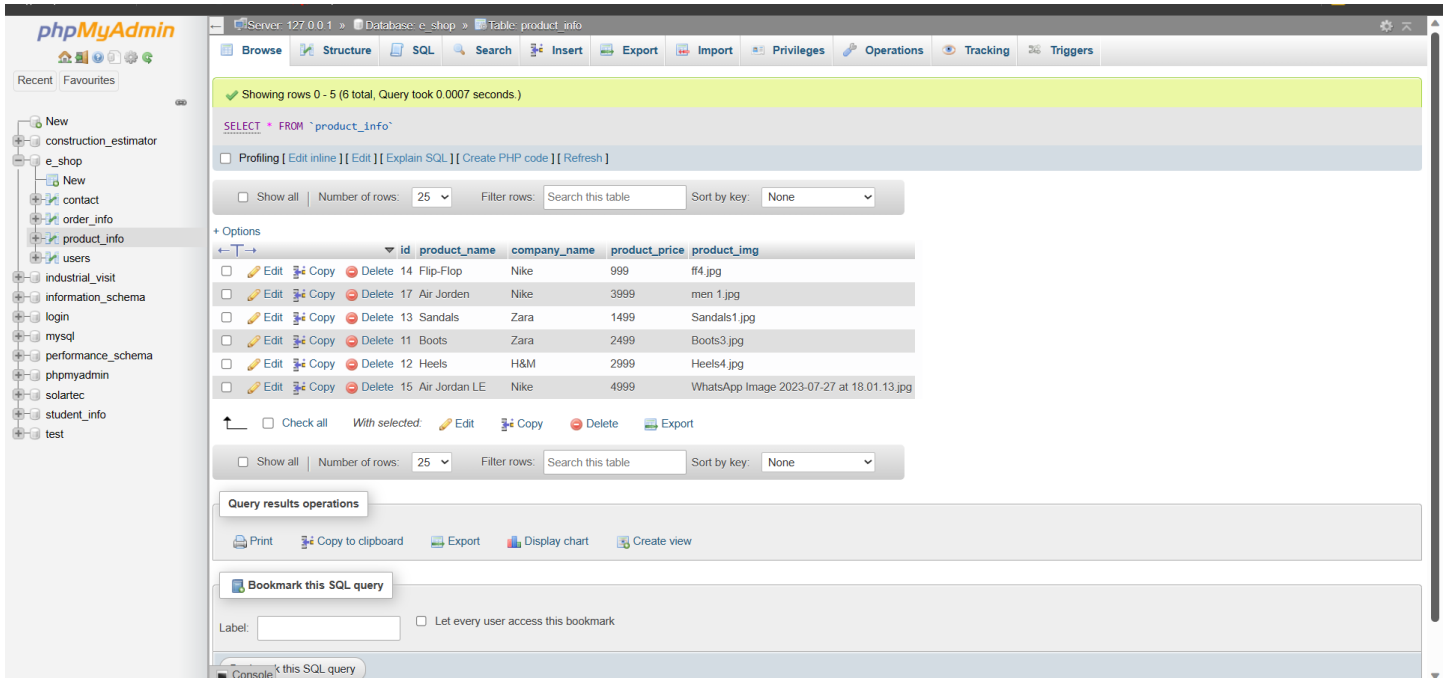 phpMyAdmin
Recent Favourites
New
construction_estimator
e_shop
New
contact
order_info
product_info
users
industrial_visit
information_schema
login
mysql
performance_schema
phpmyadmin
solartec
student_info
test
Server: 127.0.0.1 » Database: e_shop » Table: product_info
Browse Structure SQL Search Insert Export Import Privileges Operations Tracking Triggers
Showing rows 0 - 5 (6 total, Query took 0.0007 seconds.)
SELECT * FROM `product_info`
Profiling [ Edit inline ] [ Edit ] [ Explain SQL ] [ Create PHP code ] [ Refresh ]
Show all | Number of rows: 25 Filter rows: Search this table Sort by key: None
+ Options
←T→ id product_name company_name product_price product_img
Edit Copy Delete 14 Flip-Flop Nike 999 ff4.jpg
Edit Copy Delete 17 Air Jorden Nike 3999 men 1.jpg
Edit Copy Delete 13 Sandals Zara 1499 Sandals1.jpg
Edit Copy Delete 11 Boots Zara 2499 Boots3.jpg
Edit Copy Delete 12 Heels H&M 2999 Heels4.jpg
Edit Copy Delete 15 Air Jordan LE Nike 4999 WhatsApp Image 2023-07-27 at 18.01.13.jpg
Check all With selected: Edit Copy Delete Export
Show all | Number of rows: 25 Filter rows: Search this table Sort by key: None
Query results operations
Print Copy to clipboard Export Display chart Create view
Bookmark this SQL query
Label: Let every user access this bookmark
this SQL query
Console